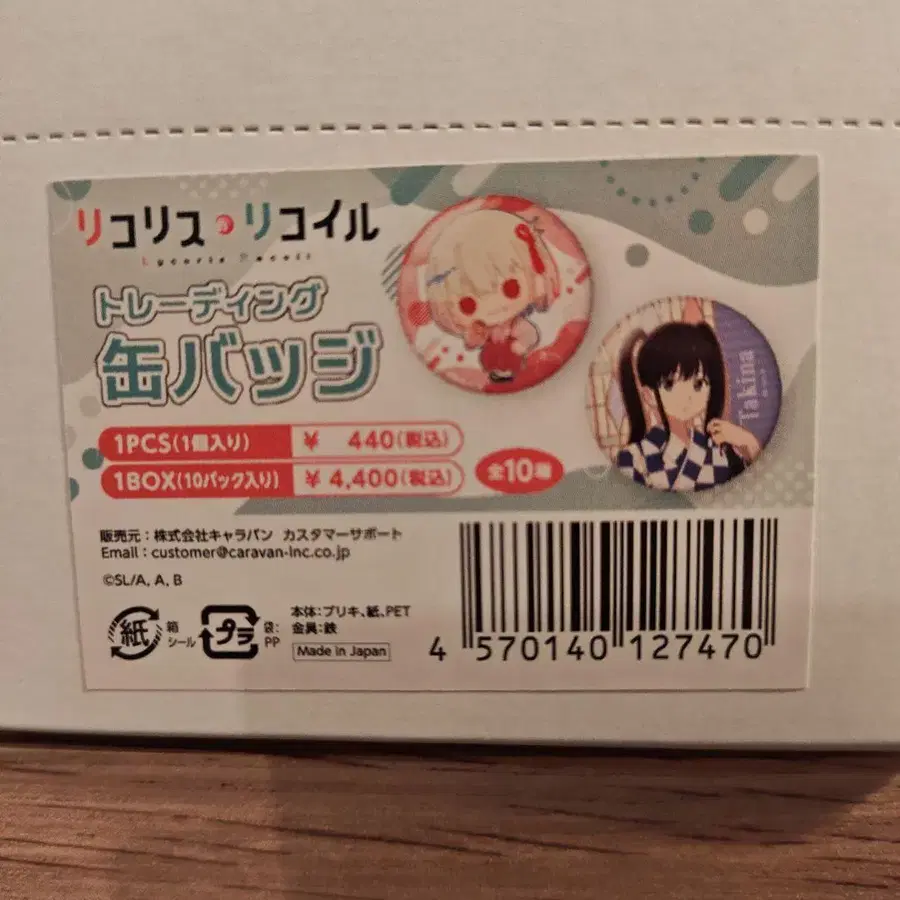 リコリス・リコイル
Lycoris Recoil
トレーディング
缶バッジ
1PCS(1個入り) ¥ 440(税込)
1BOX(10パック入り) ¥ 4,400(税込)
全10種
Takina
販売元:株式会社キャラバン カスタマーサポート
Email:customer@caravan-inc.co.jp
©SL/A, A, B
紙 箱 シール
プラ 袋: PP
本体:ブリキ、紙、PET
金具:鉄
Made in Japan
4 570140 127470